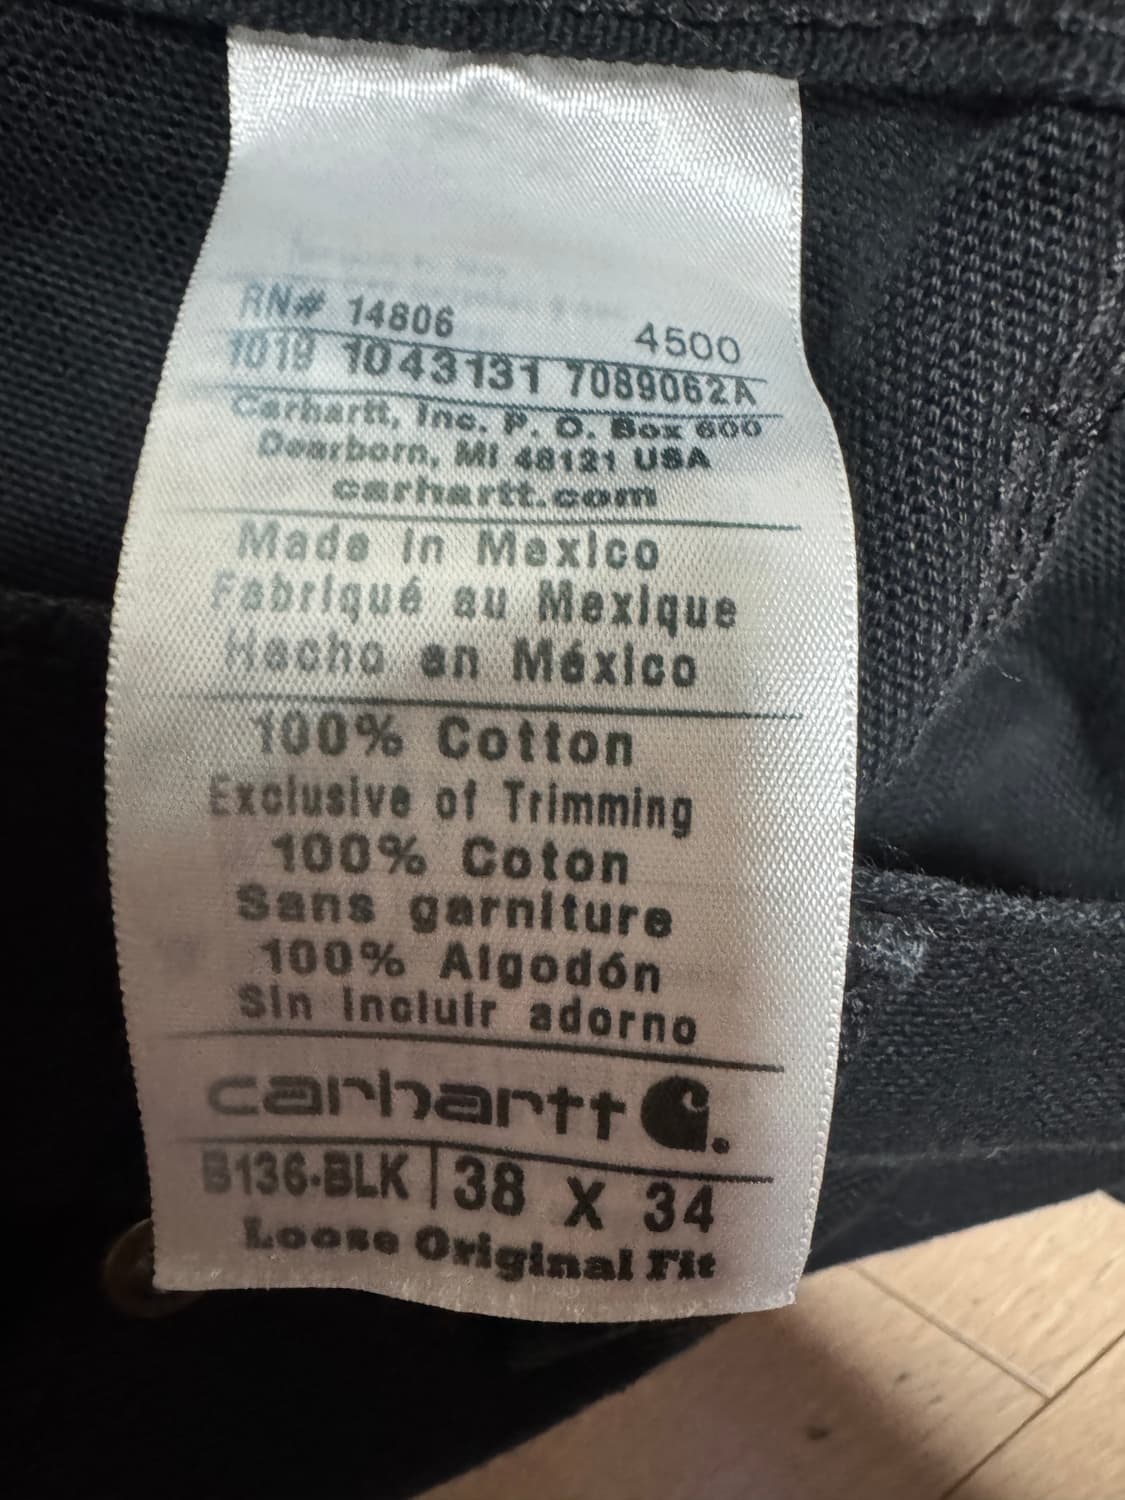 RN# 14806 4500
1019 1043131 7089062A
Carhartt, Inc. P. O. Box 600
Dearborn, MI 48121 USA
carhartt.com
Made in Mexico
Fabriqué au Mexique
Hecho en México
100% Cotton
Exclusive of Trimming
100% Coton
Sans garniture
100% Algodón
Sin incluir adorno
carhartt
B136-BLK | 38 X 34
Loose Original Fit